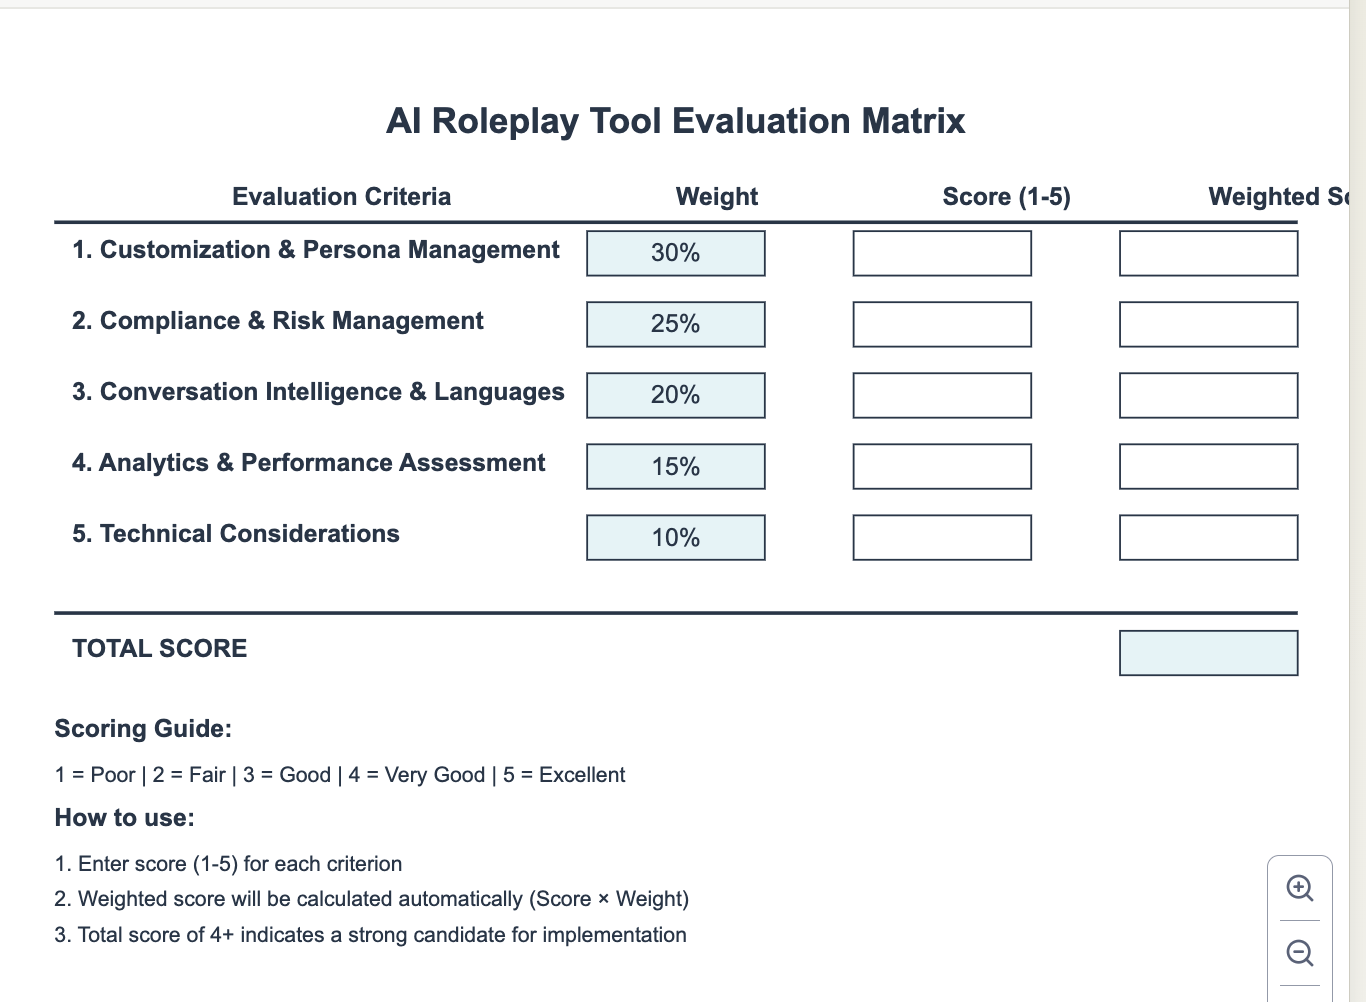 AI Roleplay Tool Evaluation Matrix
Evaluation Criteria Weight Score (1-5) Weighted
1. Customization & Persona Management 30%
2. Compliance & Risk Management 25%
3. Conversation Intelligence & Languages 20%
4. Analytics & Performance Assessment 15%
5. Technical Considerations 10%
TOTAL SCORE
Scoring Guide:
1 = Poor | 2 = Fair | 3 = Good | 4 = Very Good | 5 = Excellent
How to use:
1. Enter score (1-5) for each criterion
2. Weighted score will be calculated automatically (Score × Weight)
3. Total score of 4+ indicates a strong candidate for implementation